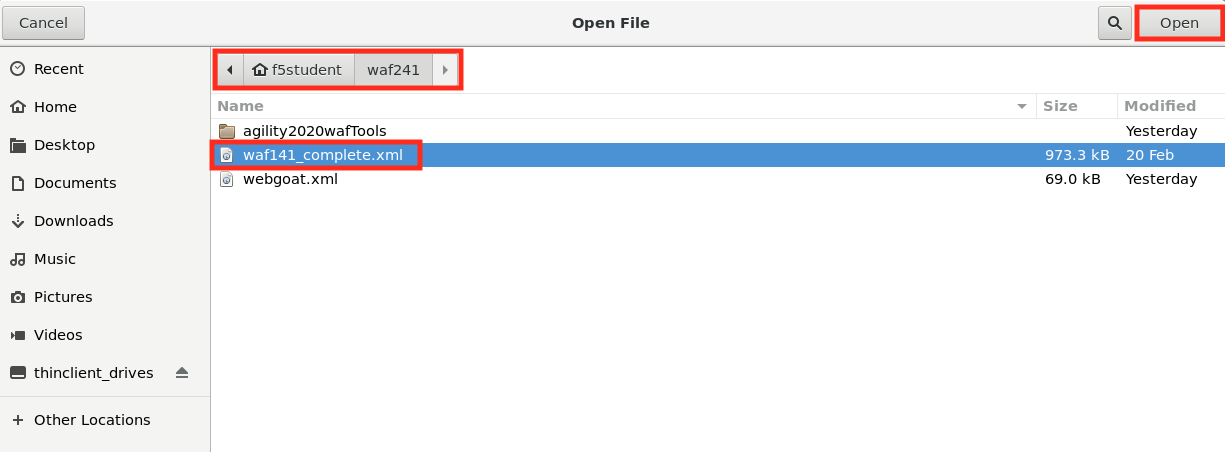 Cancel Open File Open
Recent
Home
Desktop
Documents
Downloads
Music
Pictures
Videos
thinclient_drives
Other Locations
f5student waf241
Name Size Modified
agility2020wafTools Yesterday
waf141_complete.xml 973.3 kB 20 Feb
webgoat.xml 69.0 kB Yesterday